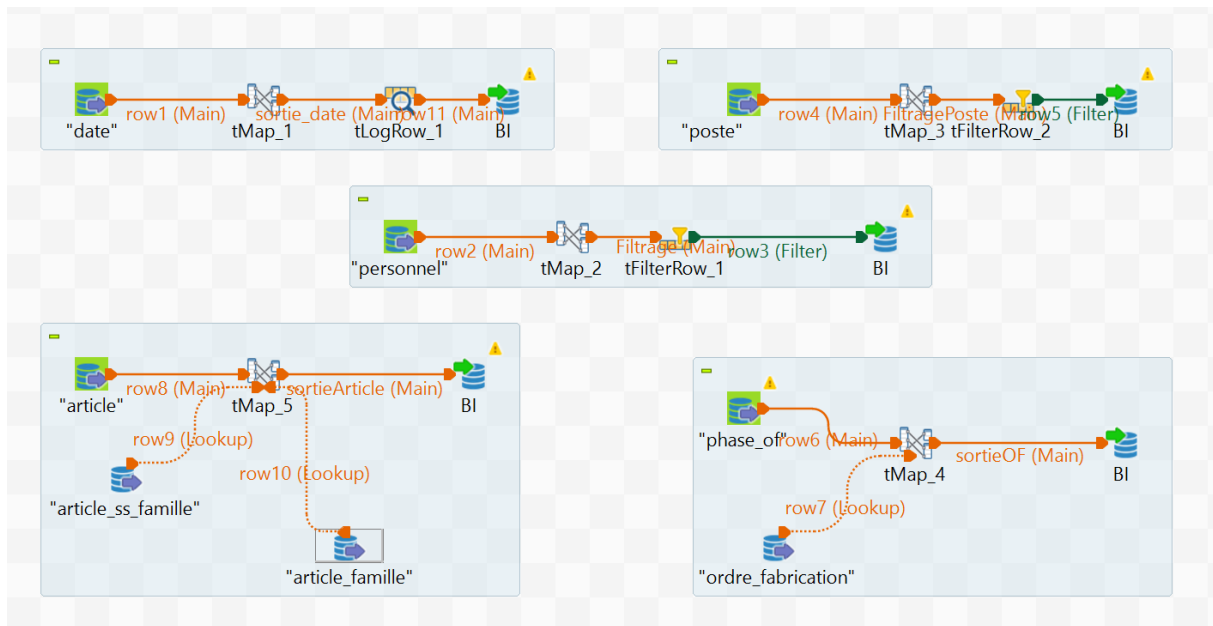 row1 (Main)
sortie_date (Main)
row11 (Main)
"date"
tMap_1
tLogRow_1
BI
row4 (Main)
FiltragePoste (Main)
row5 (Filter)
"poste"
tMap_3
tFilterRow_2
BI
row2 (Main)
Filtrage (Main)
row3 (Filter)
"personnel"
tMap_2
tFilterRow_1
BI
row8 (Main)
sortieArticle (Main)
"article"
tMap_5
BI
row9 (Lookup)
row10 (Lookup)
"article_ss_famille"
"article_famille"
"phase_of"
row6 (Main)
sortieOF (Main)
tMap_4
BI
row7 (Lookup)
"ordre_fabrication"